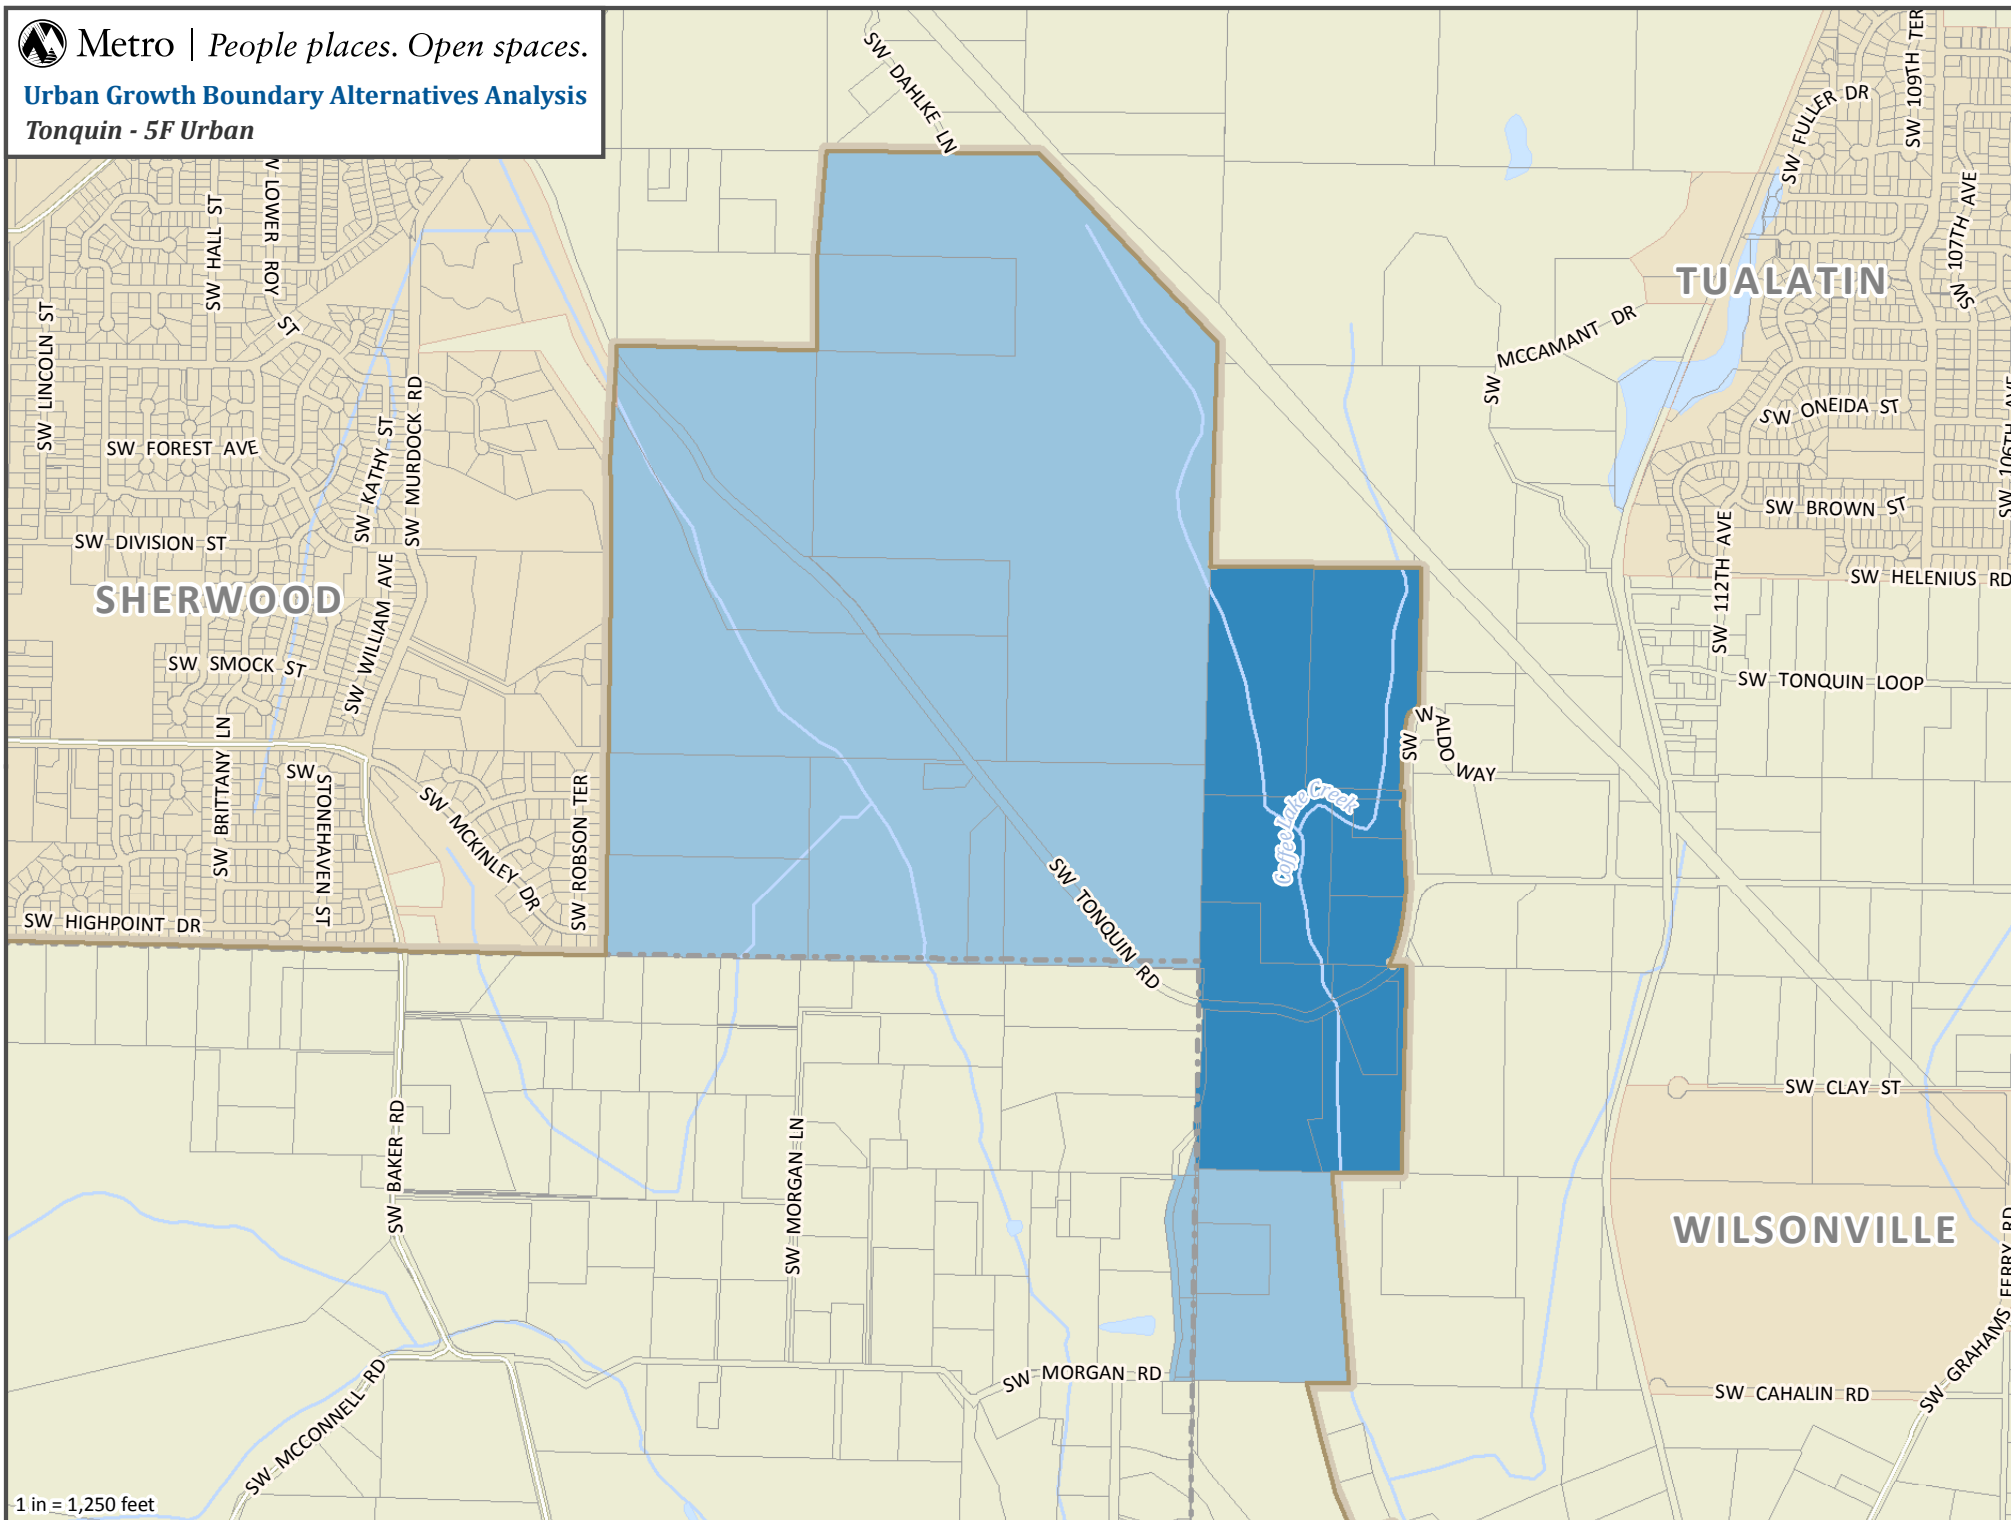 Metro | People places. Open spaces.
Urban Growth Boundary Alternatives Analysis
Tonquin - 5F Urban
SW DAHLKE LN
SW 109TH TER
SW FULLER DR
SW 107TH AVE
SW
W LOWER ROY ST
SW HALL ST
TUALATIN
SW MCCAMANT DR
SW LINCOLN ST
SW MURDOCK RD
SW ONEIDA ST
SW 106TH AVE
SW FOREST AVE
SW KATHY ST
SW BROWN ST
SW DIVISION ST
SW 112TH AVE
SW HELENIUS RD
SHERWOOD
SW WILLIAM AVE
SW SMOCK ST
SW TONQUIN LOOP
SW WALDO WAY
SW BRITTANY LN
SW STONEHAVEN ST
SW MCKINLEY DR
SW ROBSON TER
Coffee Lake Creek
SW TONQUIN RD
SW HIGHPOINT DR
SW CLAY ST
SW BAKER RD
SW MORGAN LN
WILSONVILLE
SW GRAHAMS FERRY RD
SW MORGAN RD
SW CAHALIN RD
SW MCCONNELL RD
1 in = 1,250 feet